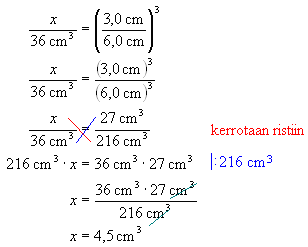 x / 36 cm³ = (3,0 cm / 6,0 cm)³
x / 36 cm³ = (3,0 cm)³ / (6,0 cm)³
x / 36 cm³ = 27 cm³ / 216 cm³ kerrotaan ristiin
216 cm³ · x = 36 cm³ · 27 cm³ |:216 cm³
x = 36 cm³ · 27 cm³ / 216 cm³
x = 4,5 cm³